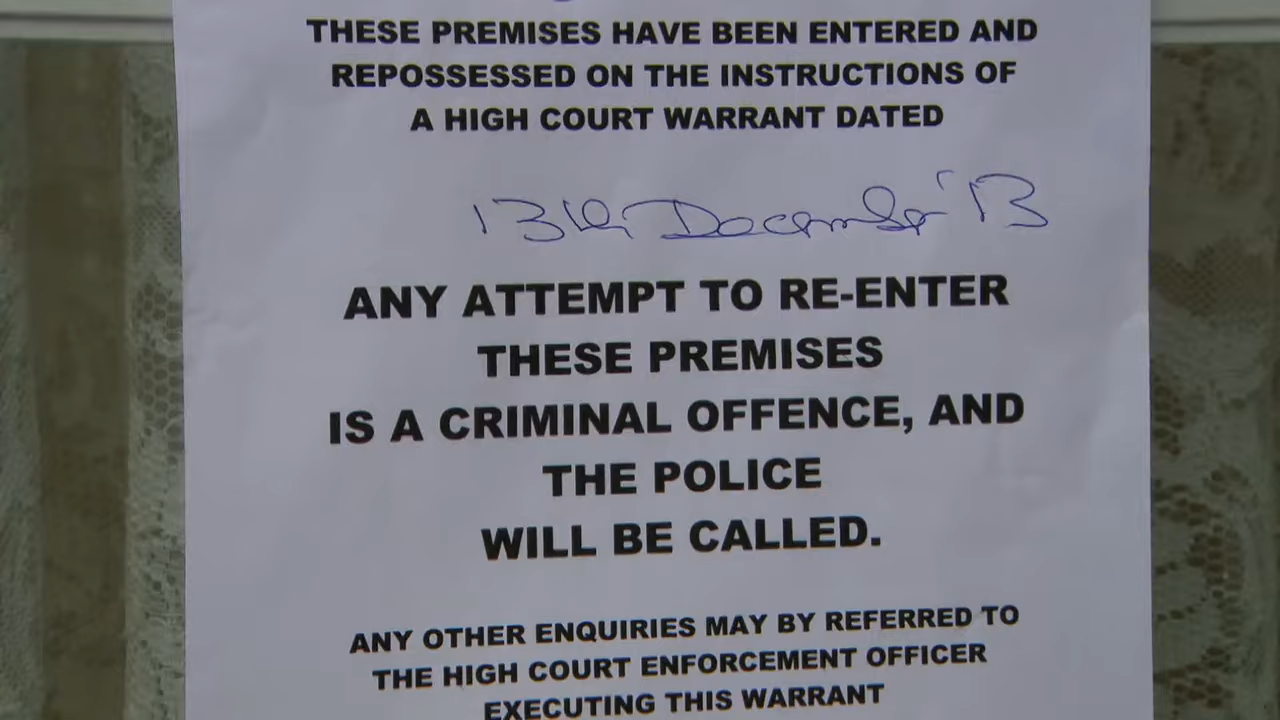 THESE PREMISES HAVE BEEN ENTERED AND
REPOSSESSED ON THE INSTRUCTIONS OF
A HIGH COURT WARRANT DATED
13th December '13
ANY ATTEMPT TO RE-ENTER
THESE PREMISES
IS A CRIMINAL OFFENCE, AND
THE POLICE
WILL BE CALLED.
ANY OTHER ENQUIRIES MAY BY REFERRED TO
THE HIGH COURT ENFORCEMENT OFFICER
EXECUTING THIS WARRANT